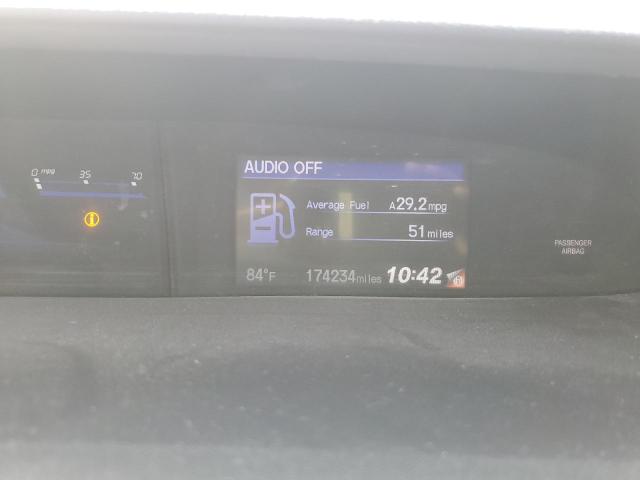 0 mpg 35 70
AUDIO OFF
Average Fuel A29.2mpg
Range 51 miles
84°F 174234miles 10:42
PASSENGER
AIRBAG